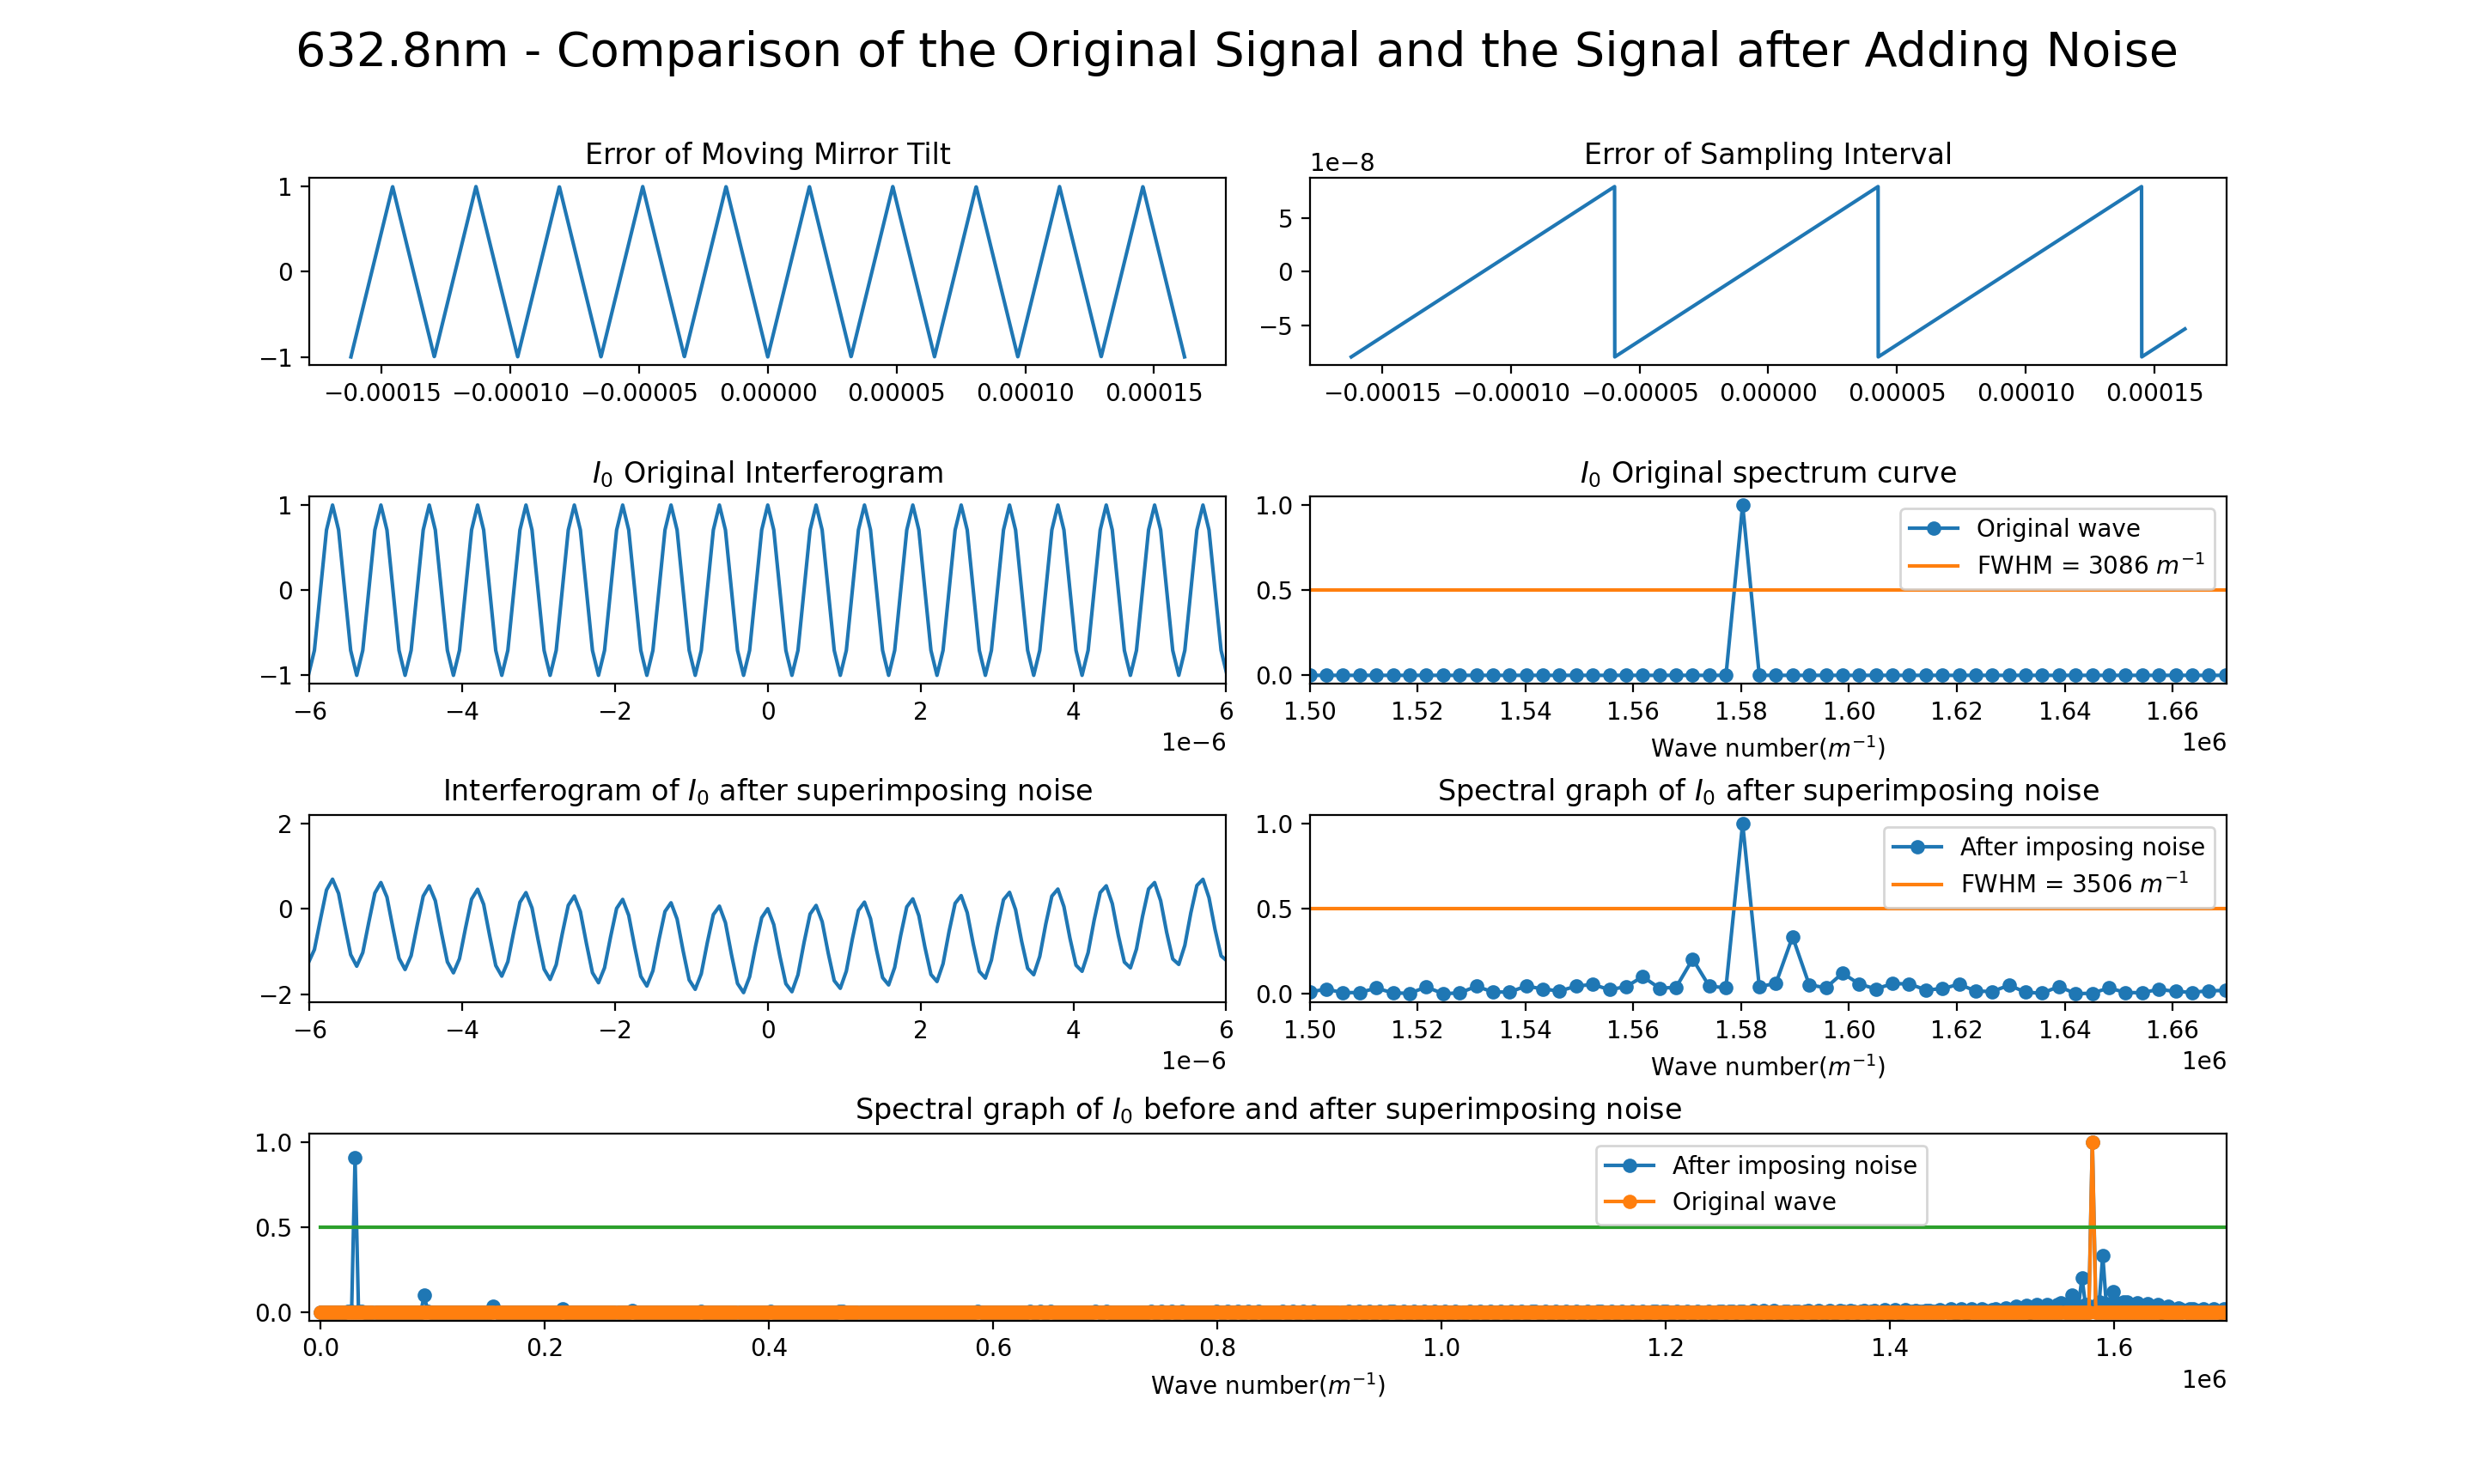 632.8nm - Comparison of the Original Signal and the Signal after Adding Noise
Error of Moving Mirror Tilt
1
0
−1
−0.00015 −0.00010 −0.00005 0.00000 0.00005 0.00010 0.00015
Error of Sampling Interval
1e−8
5
0
−5
−0.00015 −0.00010 −0.00005 0.00000 0.00005 0.00010 0.00015
I₀ Original Interferogram
1
0
−1
−6 −4 −2 0 2 4 6
1e−6
I₀ Original spectrum curve
1.0
0.5
0.0
Original wave
FWHM = 3086 m⁻¹
1.50 1.52 1.54 1.56 1.58 1.60 1.62 1.64 1.66
Wave number(m⁻¹)
1e6
Interferogram of I₀ after superimposing noise
2
0
−2
−6 −4 −2 0 2 4 6
1e−6
Spectral graph of I₀ after superimposing noise
1.0
0.5
0.0
After imposing noise
FWHM = 3506 m⁻¹
1.50 1.52 1.54 1.56 1.58 1.60 1.62 1.64 1.66
Wave number(m⁻¹)
1e6
Spectral graph of I₀ before and after superimposing noise
1.0
0.5
0.0
After imposing noise
Original wave
0.0 0.2 0.4 0.6 0.8 1.0 1.2 1.4 1.6
Wave number(m⁻¹)
1e6